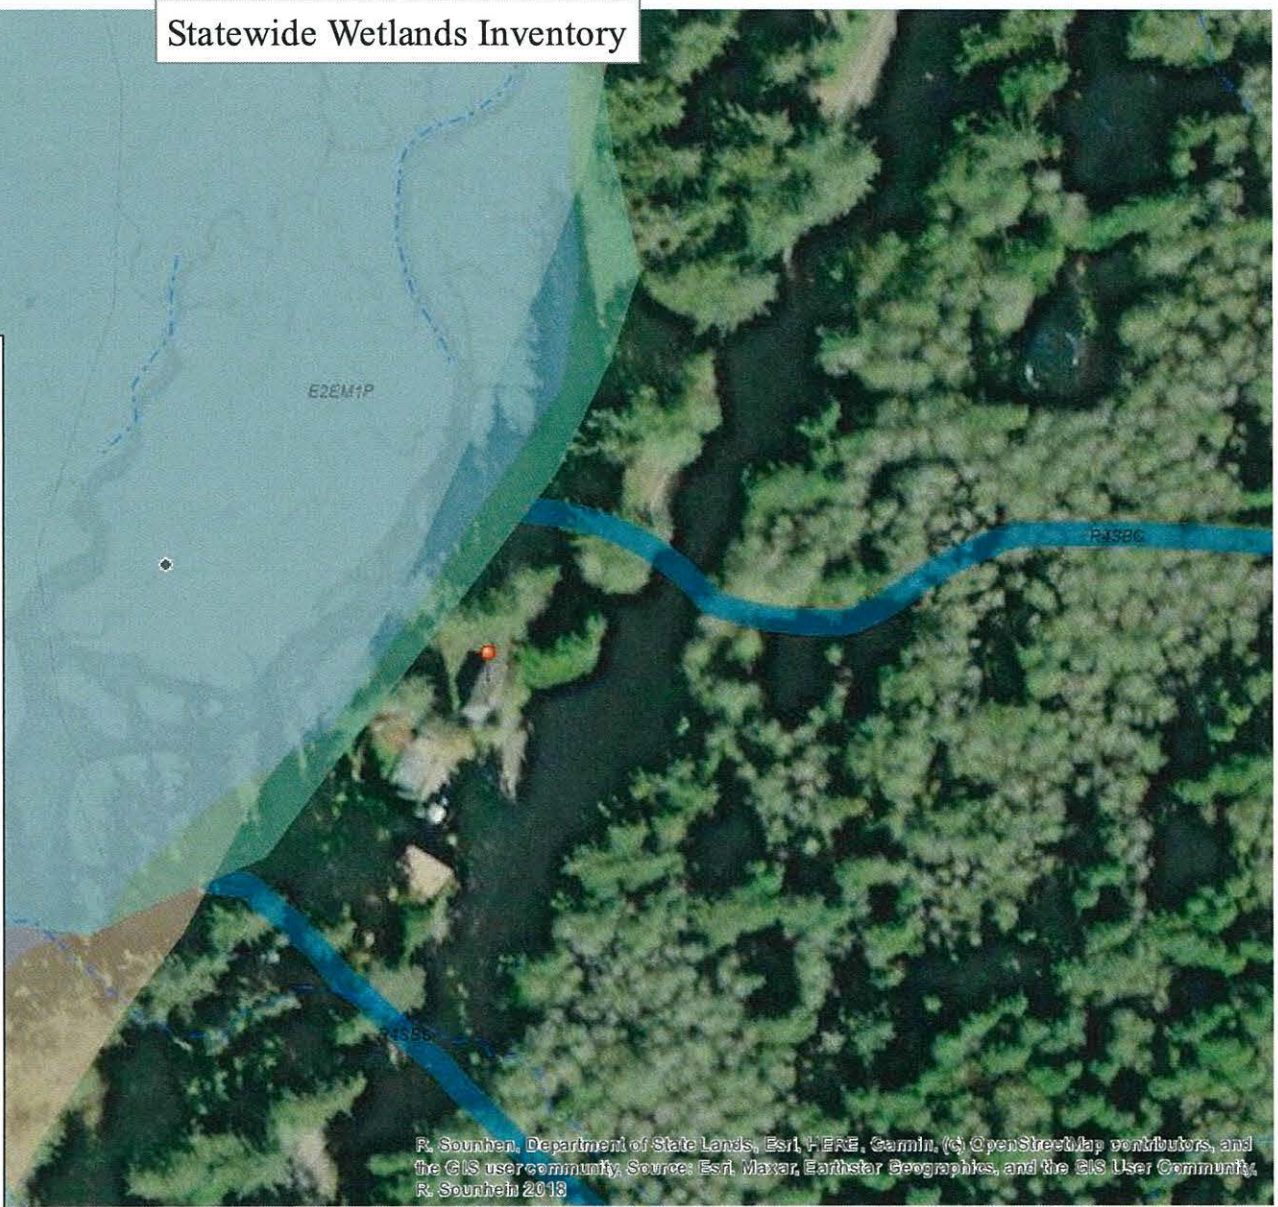 Statewide Wetlands Inventory
E2EM1P
R4SBC
R4SBC
R. Sounhein, Department of State Lands, Esri, HERE, Garmin, (c) OpenStreetMap contributors, and
the GIS user community, Source: Esri, Maxar, Earthstar Geographics, and the GIS User Community,
R. Sounhein 2018